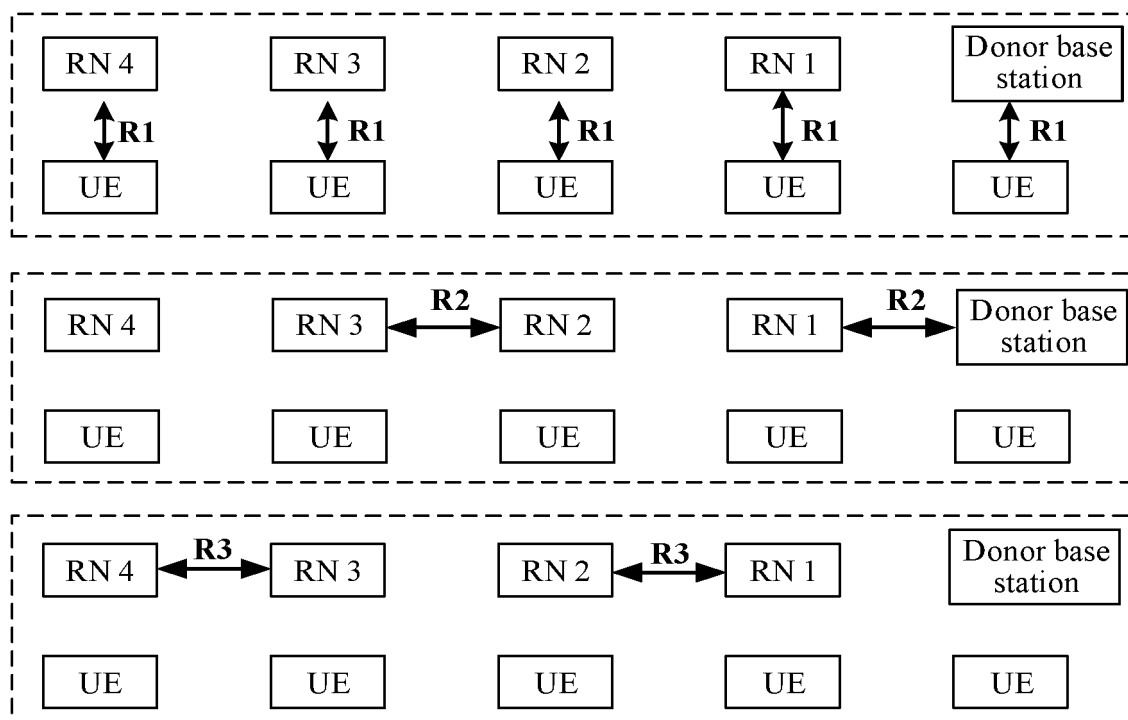 RN 4 RN 3 RN 2 RN 1 Donor base
station
R1 R1 R1 R1 R1
UE UE UE UE UE
R2 R2
RN 4 RN 3 RN 2 RN 1 Donor base
station
UE UE UE UE UE
R3 R3
RN 4 RN 3 RN 2 RN 1 Donor base
station
UE UE UE UE UE